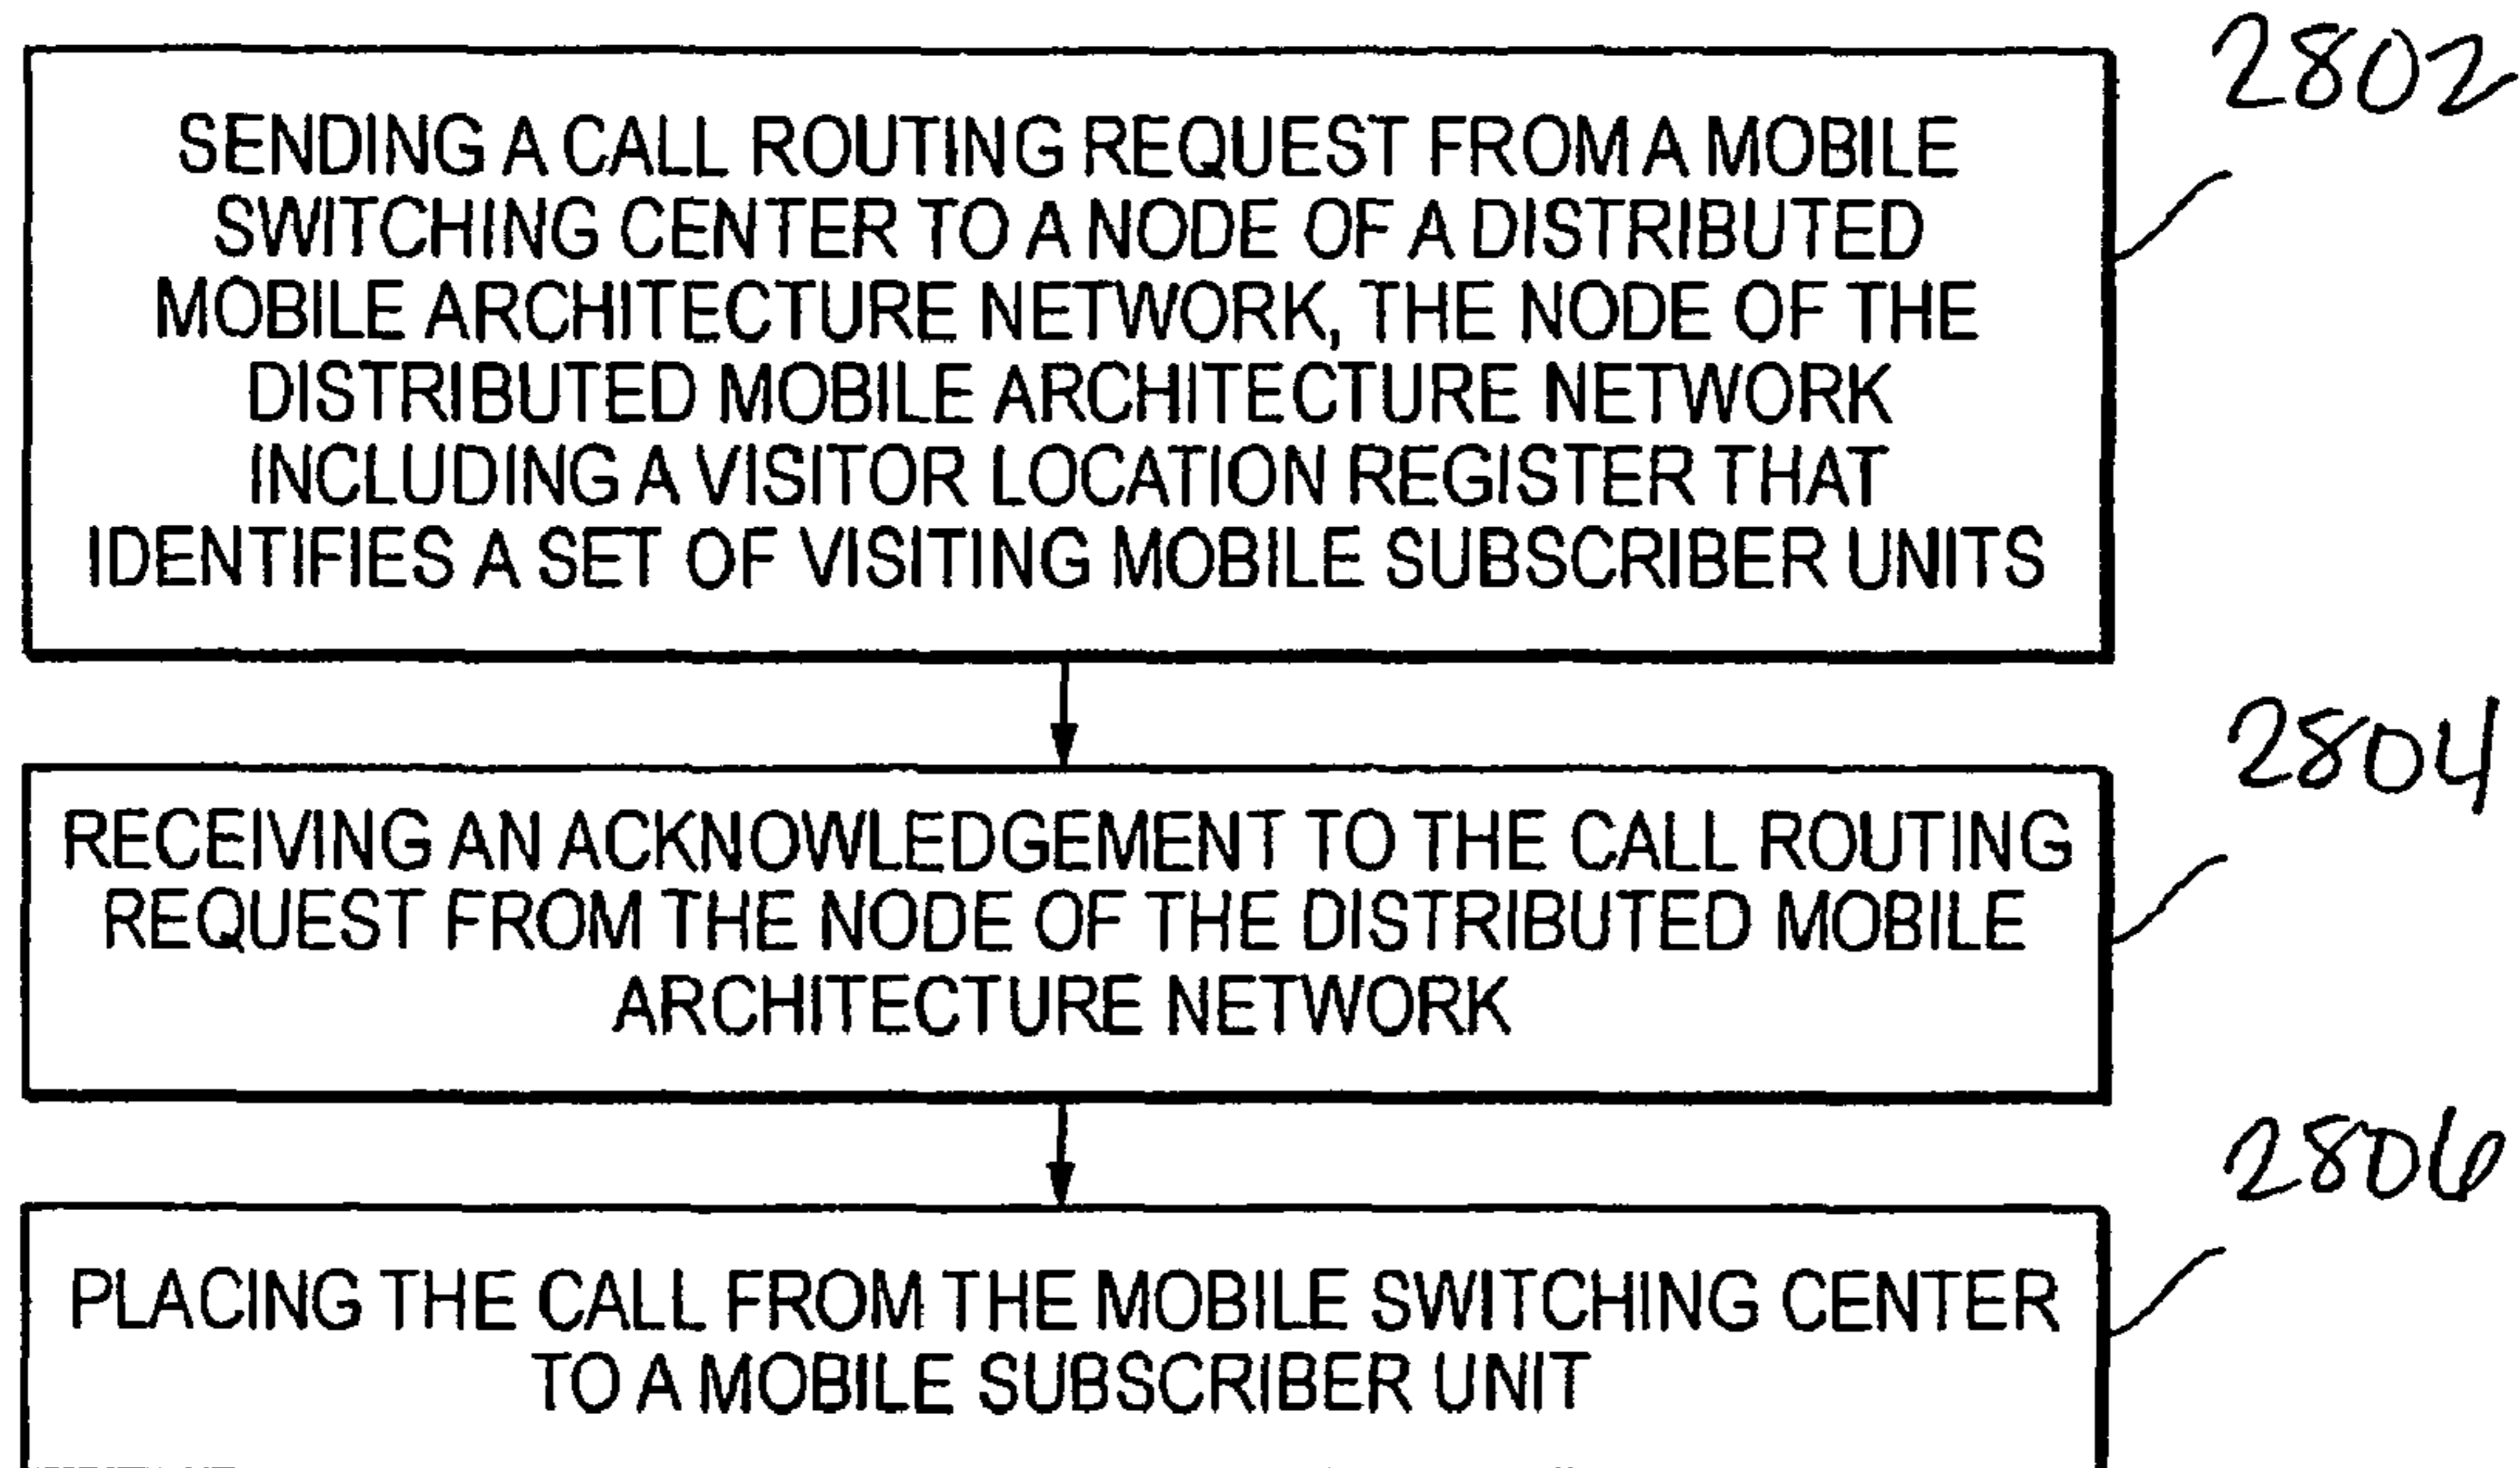 2802
SENDING A CALL ROUTING REQUEST FROM A MOBILE
SWITCHING CENTER TO A NODE OF A DISTRIBUTED
MOBILE ARCHITECTURE NETWORK, THE NODE OF THE
DISTRIBUTED MOBILE ARCHITECTURE NETWORK
INCLUDING A VISITOR LOCATION REGISTER THAT
IDENTIFIES A SET OF VISITING MOBILE SUBSCRIBER UNITS
2804
RECEIVING AN ACKNOWLEDGEMENT TO THE CALL ROUTING
REQUEST FROM THE NODE OF THE DISTRIBUTED MOBILE
ARCHITECTURE NETWORK
2806
PLACING THE CALL FROM THE MOBILE SWITCHING CENTER
TO A MOBILE SUBSCRIBER UNIT